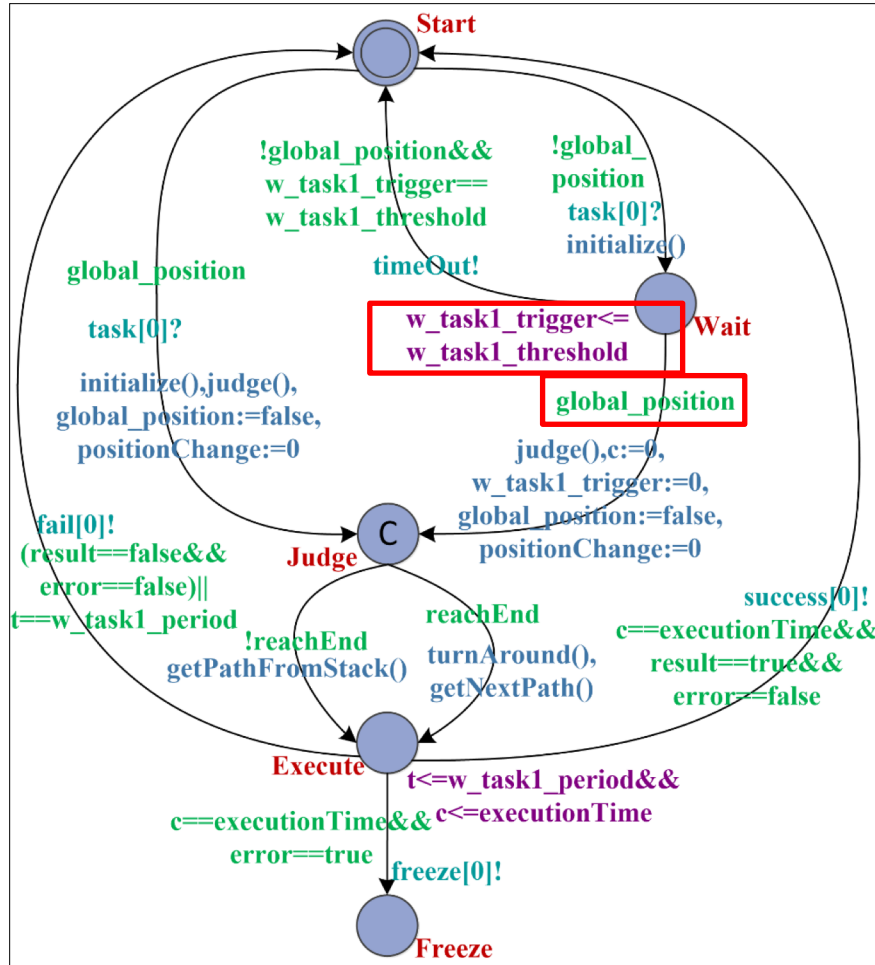 Start
!global_position&&
w_task1_trigger==
w_task1_threshold
timeOut!
!global_
position
task[0]?
initialize()
global_position
task[0]?
initialize(),judge(),
global_position:=false,
positionChange:=0
w_task1_trigger<=
w_task1_threshold
Wait
global_position
judge(),c:=0,
w_task1_trigger:=0,
global_position:=false,
positionChange:=0
C
Judge
fail[0]!
(result==false&&
error==false)||
t==w_task1_period
!reachEnd
getPathFromStack()
reachEnd
turnAround(),
getNextPath()
success[0]!
c==executionTime&&
result==true&&
error==false
Execute
t<=w_task1_period&&
c<=executionTime
c==executionTime&&
error==true
freeze[0]!
Freeze